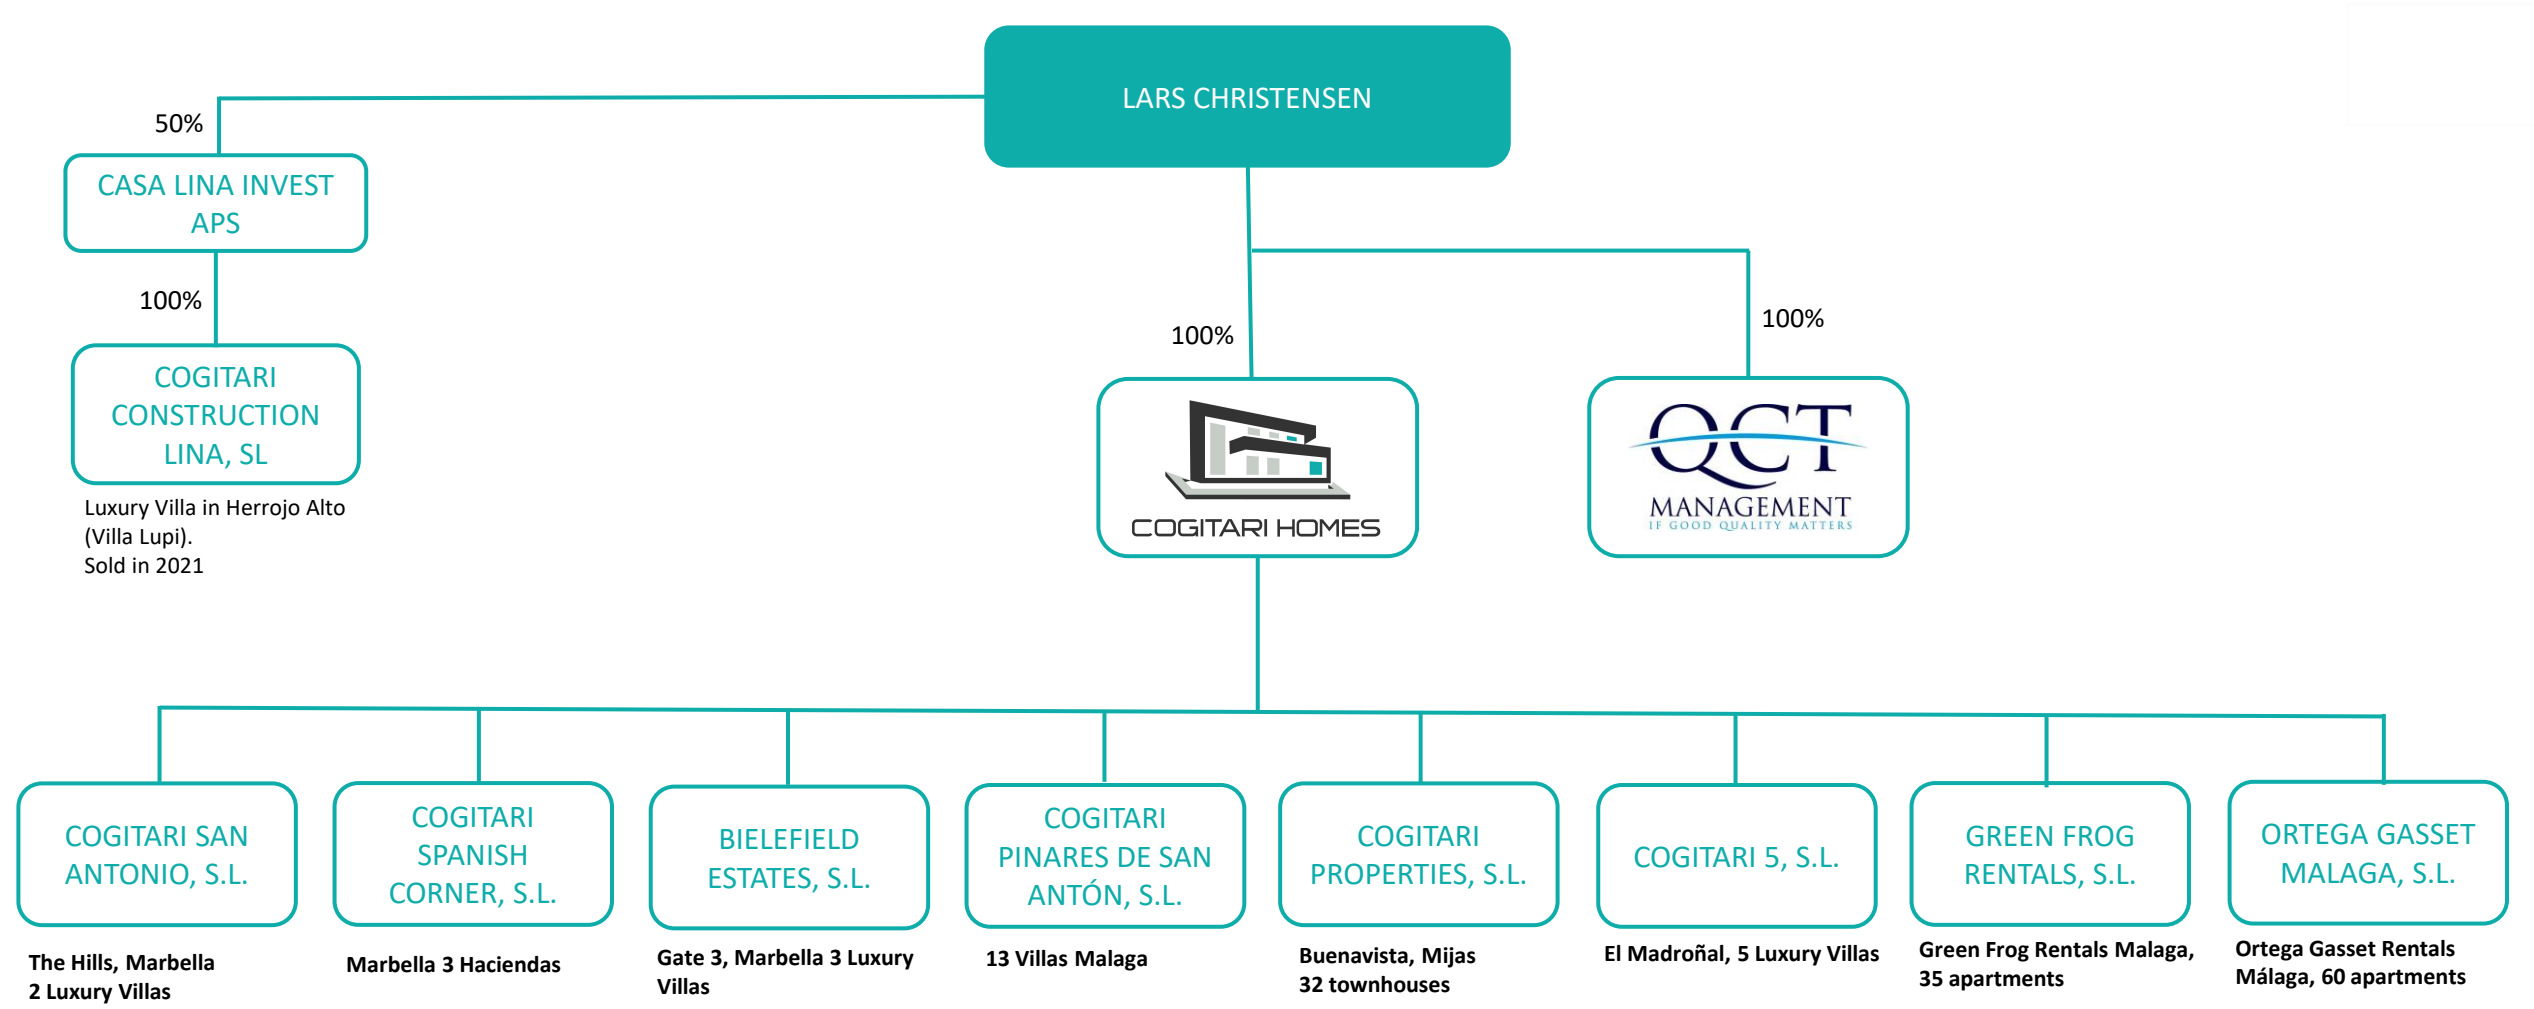 LARS CHRISTENSEN
50%
CASA LINA INVEST
APS
100%
COGITARI
CONSTRUCTION
LINA, SL
Luxury Villa in Herrojo Alto
(Villa Lupi).
Sold in 2021
100%
COGITARI HOMES
100%
QCT
MANAGEMENT
IF GOOD QUALITY MATTERS
COGITARI SAN
ANTONIO, S.L.
The Hills, Marbella
2 Luxury Villas
COGITARI
SPANISH
CORNER, S.L.
Marbella 3 Haciendas
BIELEFIELD
ESTATES, S.L.
Gate 3, Marbella 3 Luxury
Villas
COGITARI
PINARES DE SAN
ANTÓN, S.L.
13 Villas Malaga
COGITARI
PROPERTIES, S.L.
Buenavista, Mijas
32 townhouses
COGITARI 5, S.L.
El Madroñal, 5 Luxury Villas
GREEN FROG
RENTALS, S.L.
Green Frog Rentals Malaga,
35 apartments
ORTEGA GASSET
MALAGA, S.L.
Ortega Gasset Rentals
Málaga, 60 apartments